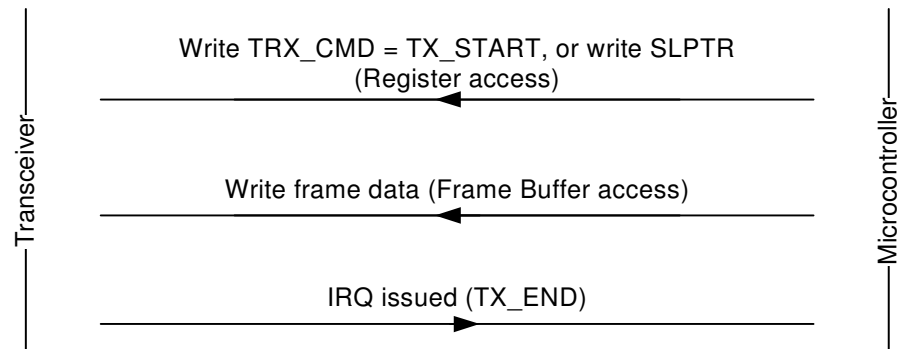 Write TRX_CMD = TX_START, or write SLPTR
(Register access)
Transceiver
Microcontroller
Write frame data (Frame Buffer access)
IRQ issued (TX_END)